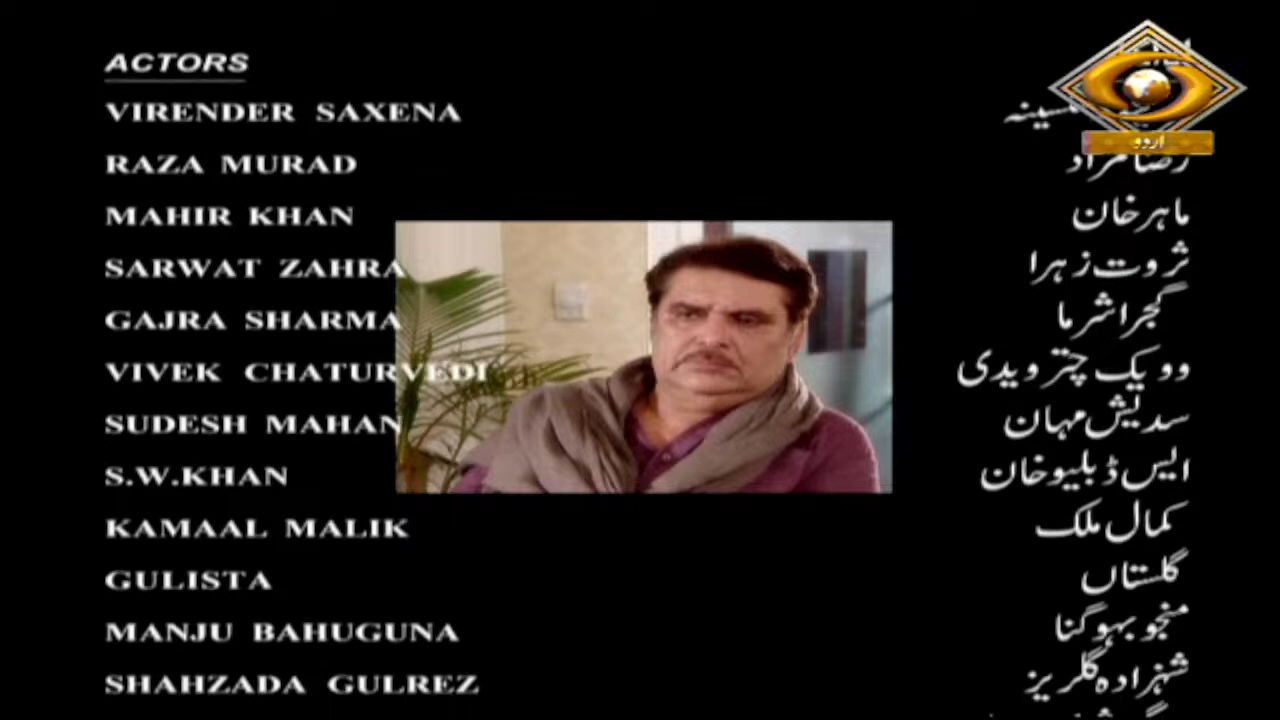 ACTORS
VIRENDER SAXENA
RAZA MURAD رضا مراد
MAHIR KHAN ماہر خان
SARWAT ZAHRA ثروت زہرا
GAJRA SHARMA گجرا شرما
VIVEK CHATURVEDI وویک چترویدی
SUDESH MAHAN سدیش مہان
S.W.KHAN ایس ڈبلیو خان
KAMAAL MALIK کمال ملک
GULISTA گلستاں
MANJU BAHUGUNA منجو بہوگنا
SHAHZADA GULREZ شہزادہ گلریز
اردو